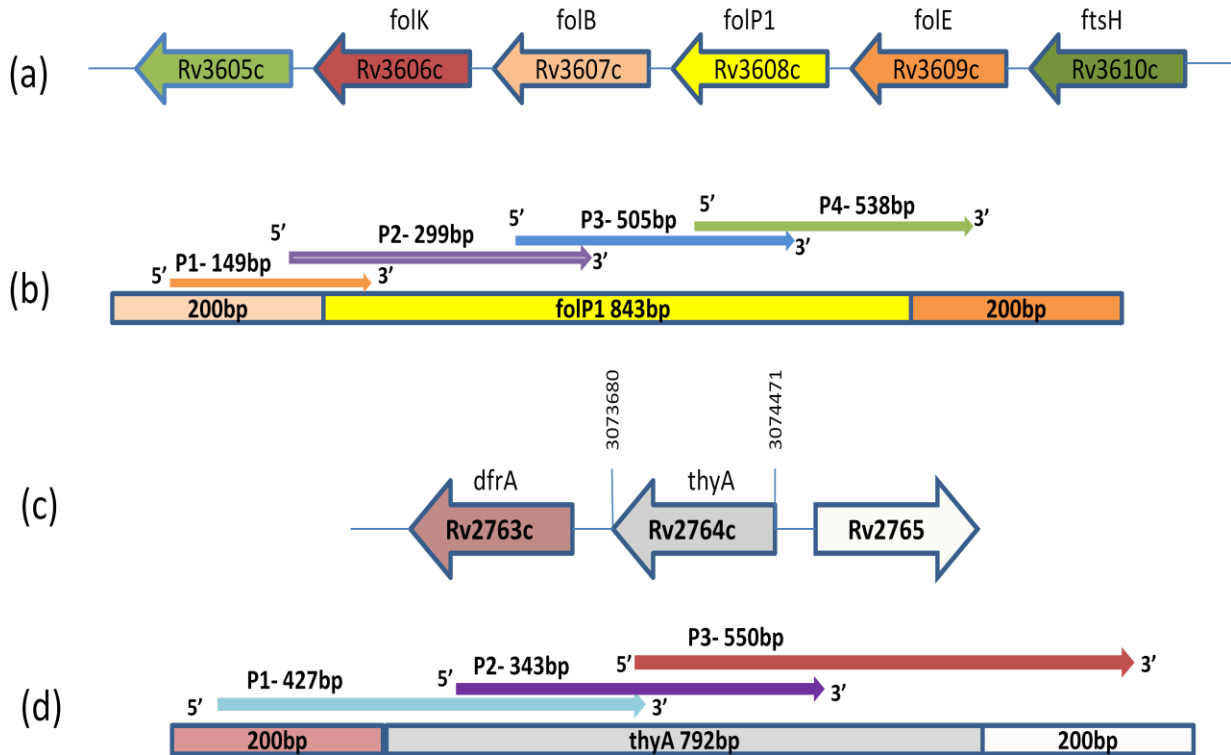 folK folB folP1 folE ftsH
(a) Rv3605c Rv3606c Rv3607c Rv3608c Rv3609c Rv3610c
5’ P4- 538bp 3’
5’ P3- 505bp 3’
5’ P2- 299bp 3’
5’ P1- 149bp 3’
(b) 200bp folP1 843bp 200bp
3073680 3074471
dfrA thyA
(c) Rv2763c Rv2764c Rv2765
P3- 550bp
5’ 3’
5’ P2- 343bp 3’
P1- 427bp
5’ 3’
(d) 200bp thyA 792bp 200bp